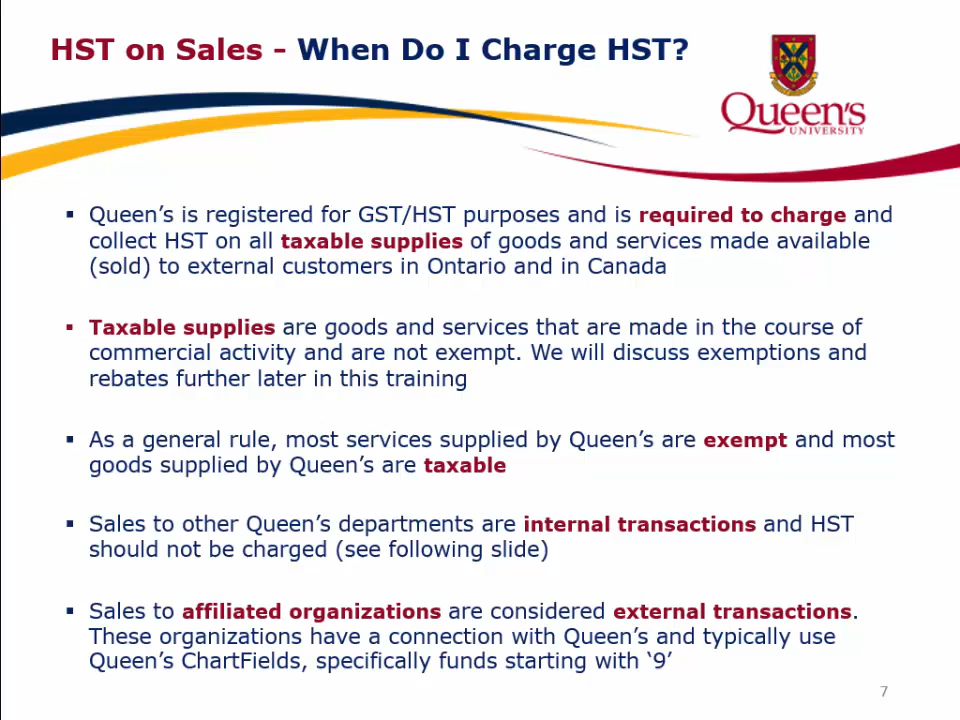 HST on Sales - When Do I Charge HST?
Queen's
UNIVERSITY
▪ Queen's is registered for GST/HST purposes and is required to charge and
collect HST on all taxable supplies of goods and services made available
(sold) to external customers in Ontario and in Canada
▪ Taxable supplies are goods and services that are made in the course of
commercial activity and are not exempt. We will discuss exemptions and
rebates further later in this training
▪ As a general rule, most services supplied by Queen's are exempt and most
goods supplied by Queen's are taxable
▪ Sales to other Queen's departments are internal transactions and HST
should not be charged (see following slide)
▪ Sales to affiliated organizations are considered external transactions.
These organizations have a connection with Queen's and typically use
Queen's ChartFields, specifically funds starting with ‘9’
7